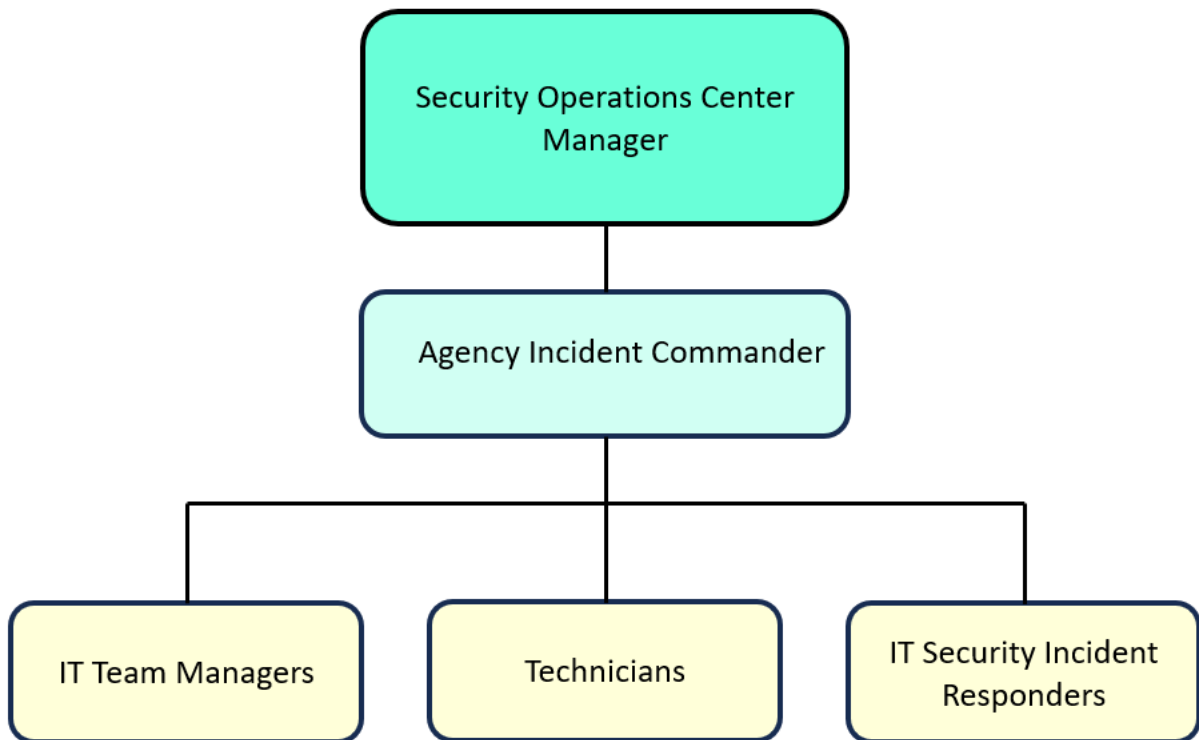 Security Operations Center
Manager
Agency Incident Commander
IT Team Managers
Technicians
IT Security Incident
Responders